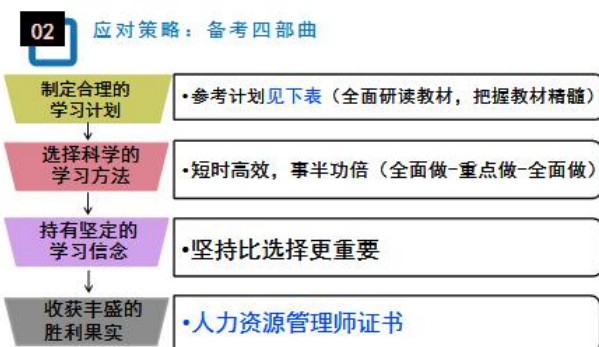 02
应对策略：备考四部曲
制定合理的
学习计划
•参考计划见下表（全面研读教材，把握教材精髓）
选择科学的
学习方法
•短时高效，事半功倍（全面做-重点做-全面做）
持有坚定的
学习信念
•坚持比选择更重要
收获丰盛的
胜利果实
•人力资源管理师证书